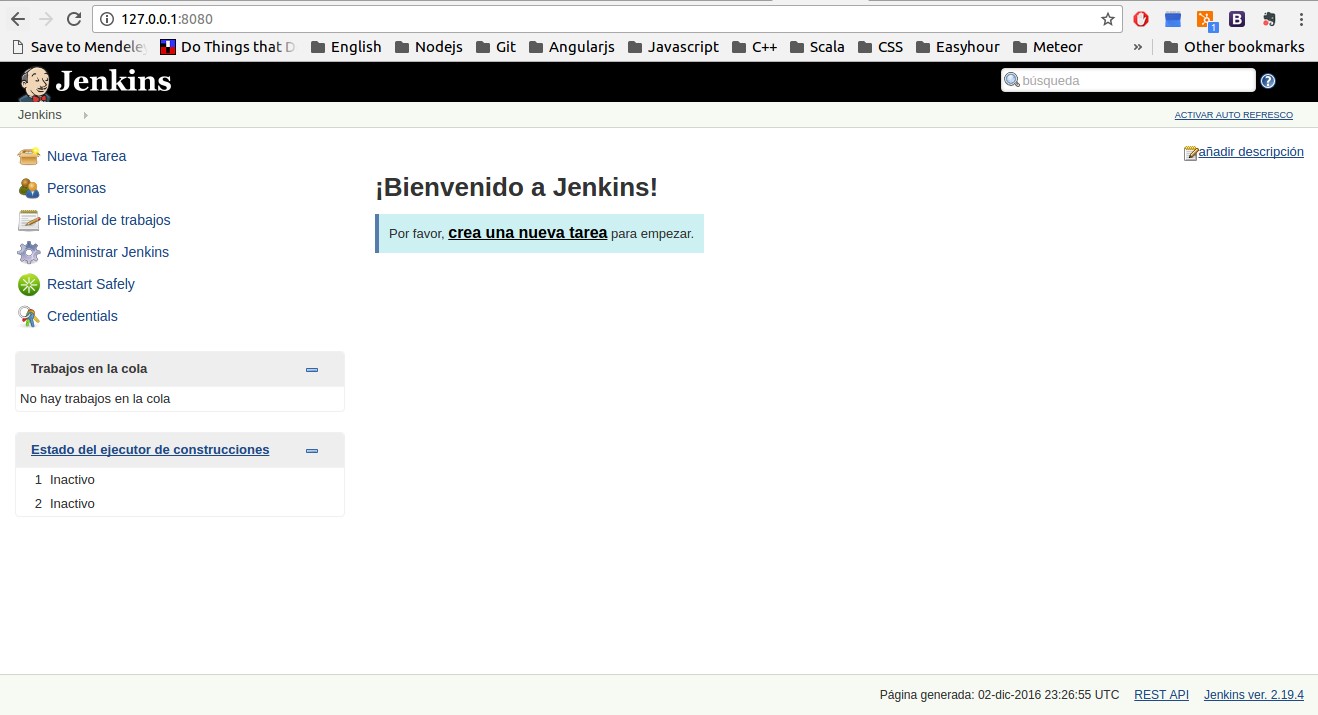 127.0.0.1:8080
Save to Mendeley Do Things that D English Nodejs Git Angularjs Javascript C++ Scala CSS Easyhour Meteor » Other bookmarks
1 B
Jenkins
búsqueda
?
Jenkins
ACTIVAR AUTO REFRESCO
añadir descripción
Nueva Tarea
Personas
Historial de trabajos
Administrar Jenkins
Restart Safely
Credentials
¡Bienvenido a Jenkins!
Por favor, crea una nueva tarea para empezar.
Trabajos en la cola
No hay trabajos en la cola
Estado del ejecutor de construcciones
1 Inactivo
2 Inactivo
Página generada: 02-dic-2016 23:26:55 UTC REST API Jenkins ver. 2.19.4